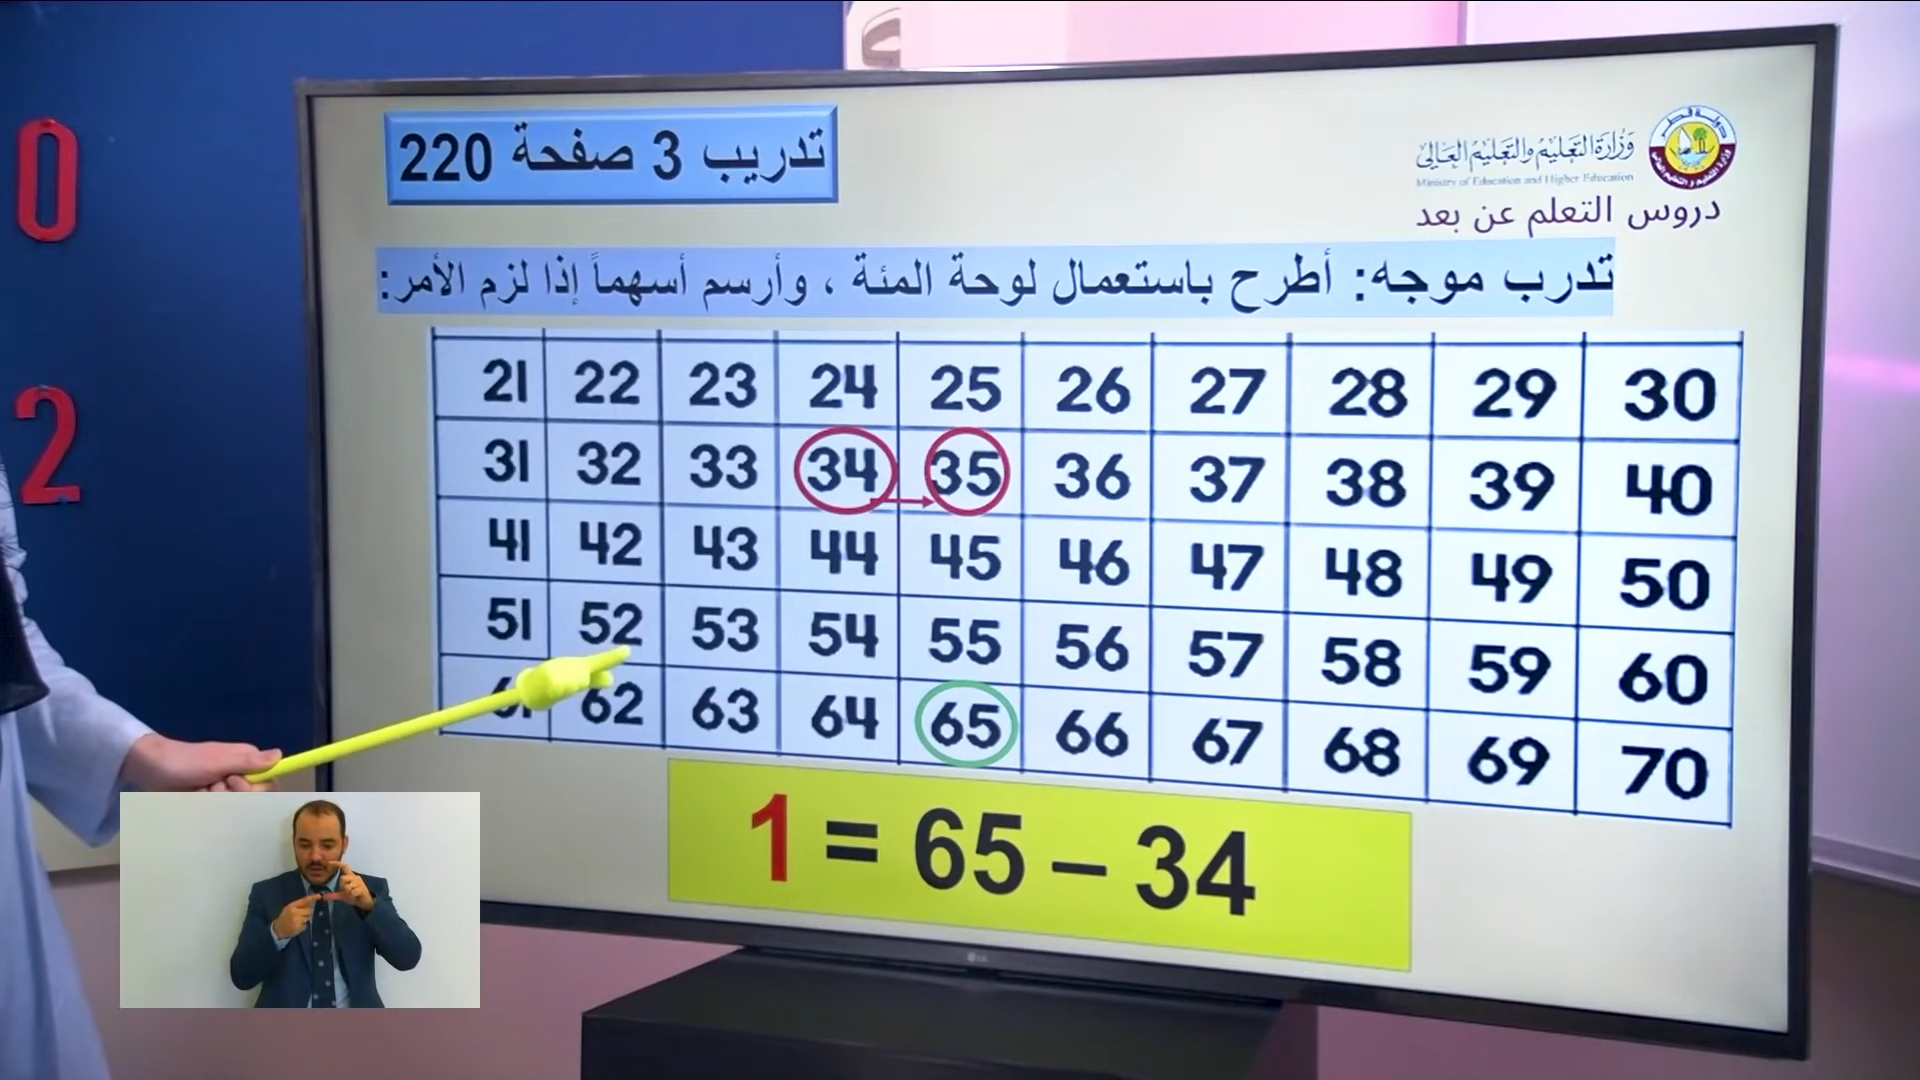 تدريب 3 صفحة 220
وزارة التعليم والتعليم العالي
Ministry of Education and Higher Education
دروس التعلم عن بعد
تدرب موجه: أطرح باستعمال لوحة المئة ، وأرسم أسهماً إذا لزم الأمر:
21 22 23 24 25 26 27 28 29 30
31 32 33 34 35 36 37 38 39 40
41 42 43 44 45 46 47 48 49 50
51 52 53 54 55 56 57 58 59 60
61 62 63 64 65 66 67 68 69 70
1 = 65 – 34
0
2
LG